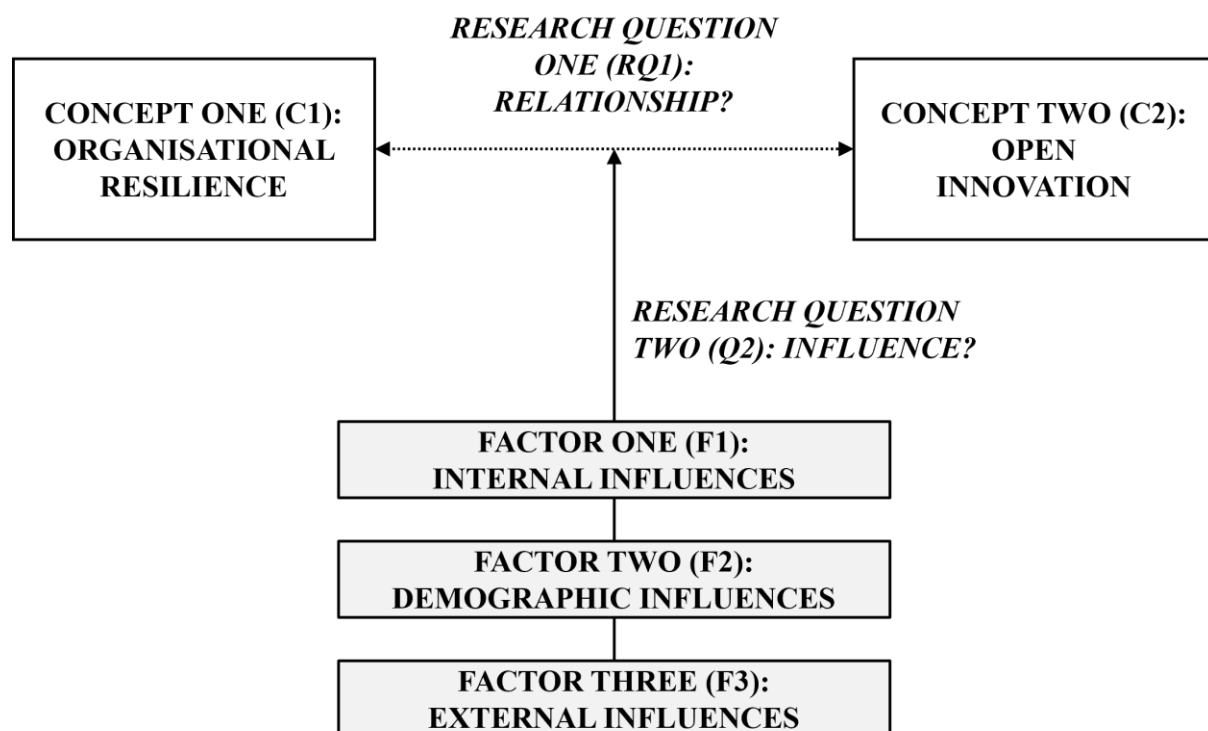 RESEARCH QUESTION
ONE (RQ1):
RELATIONSHIP?
CONCEPT ONE (C1):
ORGANISATIONAL
RESILIENCE
CONCEPT TWO (C2):
OPEN
INNOVATION
RESEARCH QUESTION
TWO (Q2): INFLUENCE?
FACTOR ONE (F1):
INTERNAL INFLUENCES
FACTOR TWO (F2):
DEMOGRAPHIC INFLUENCES
FACTOR THREE (F3):
EXTERNAL INFLUENCES